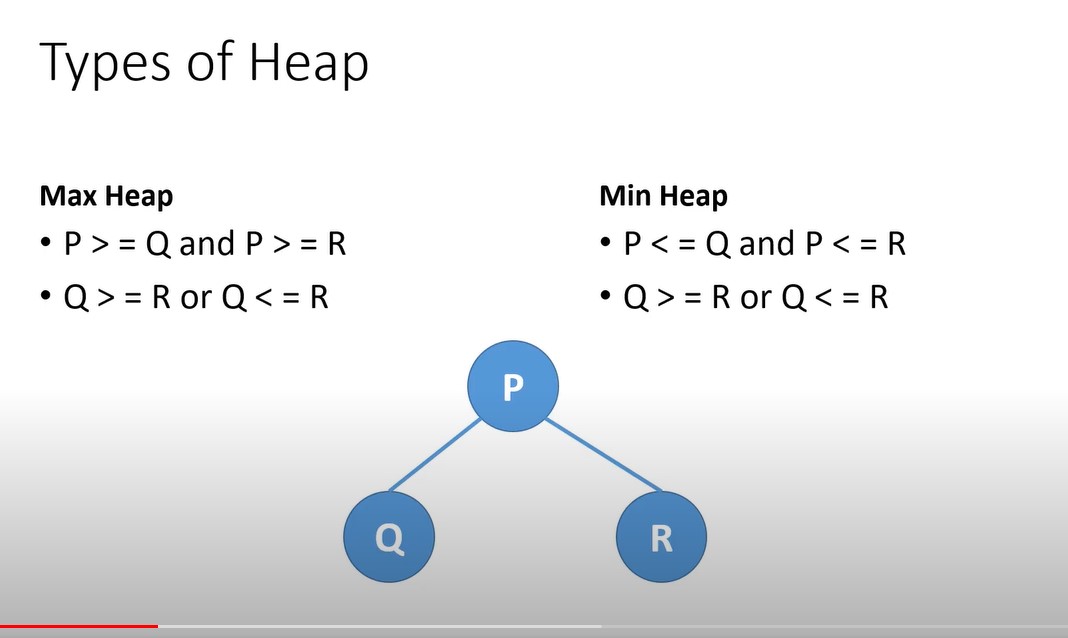 Types of Heap
Max Heap
• P > = Q and P > = R
• Q > = R or Q < = R
Min Heap
• P < = Q and P < = R
• Q > = R or Q < = R
P
Q
R